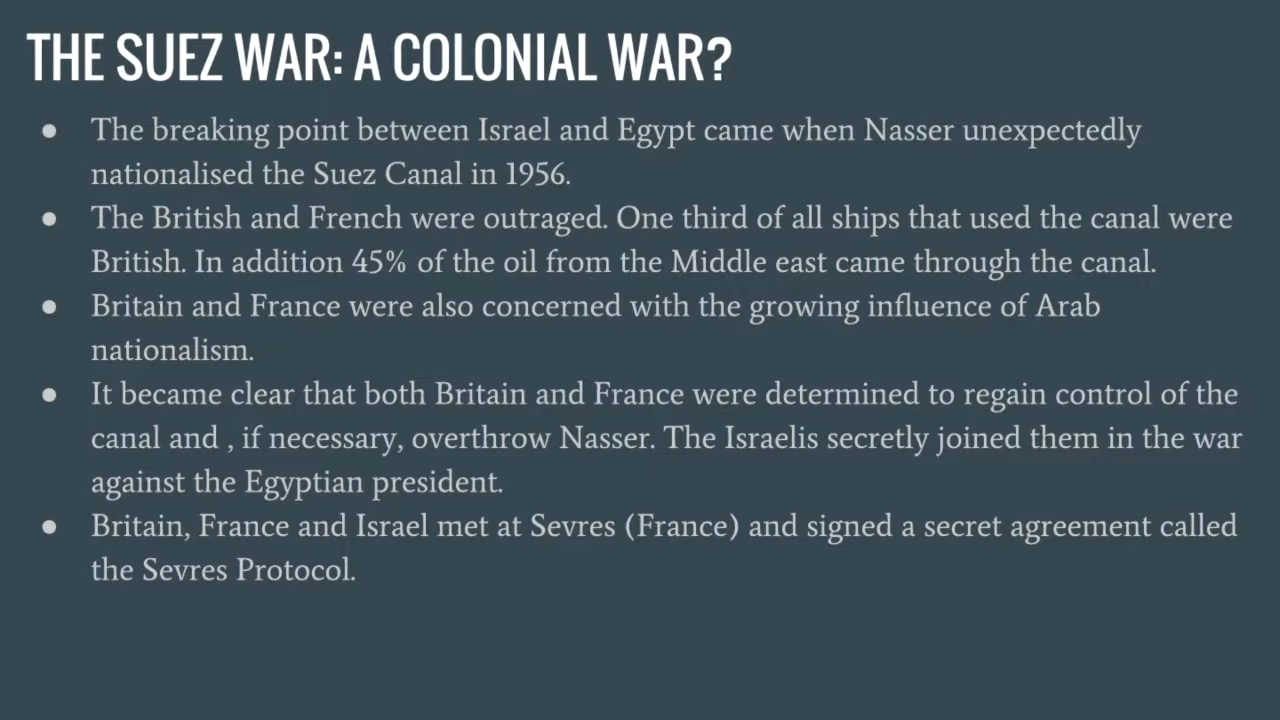 THE SUEZ WAR: A COLONIAL WAR?
● The breaking point between Israel and Egypt came when Nasser unexpectedly
nationalised the Suez Canal in 1956.
● The British and French were outraged. One third of all ships that used the canal were
British. In addition 45% of the oil from the Middle east came through the canal.
● Britain and France were also concerned with the growing influence of Arab
nationalism.
● It became clear that both Britain and France were determined to regain control of the
canal and , if necessary, overthrow Nasser. The Israelis secretly joined them in the war
against the Egyptian president.
● Britain, France and Israel met at Sevres (France) and signed a secret agreement called
the Sevres Protocol.